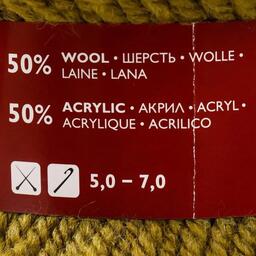 50% WOOL • ШЕРСТЬ • WOLLE •
LAINE • LANA
50% ACRYLIC • АКРИЛ • ACRYL •
ACRYLIQUE • ACRILICO
5,0 – 7,0